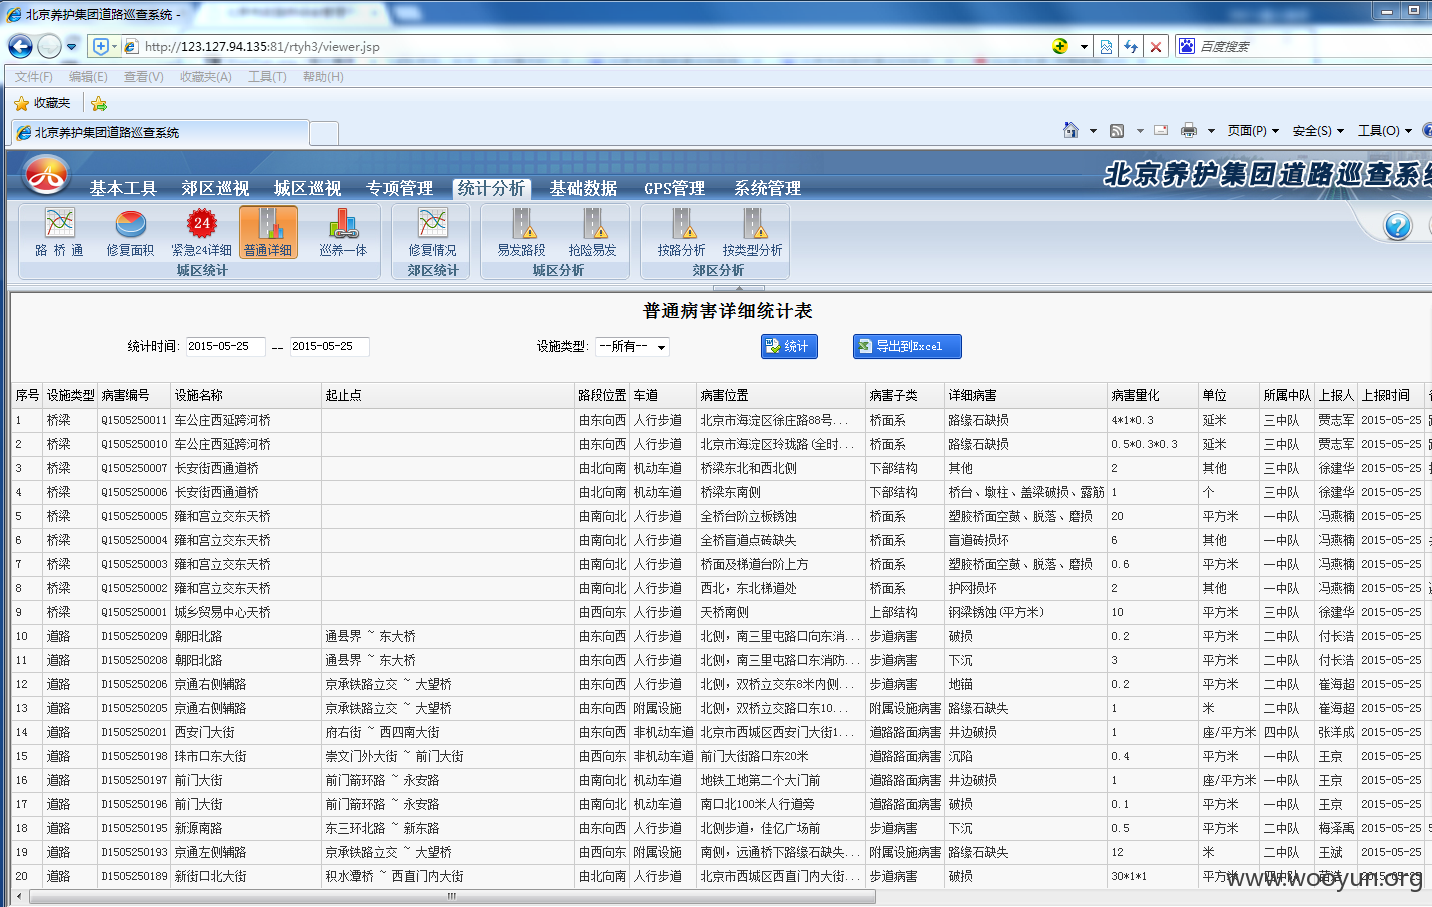 北京养护集团道路巡查系统 -
http://123.127.94.135:81/rtyh3/viewer.jsp
百度搜索
文件(F) 编辑(E) 查看(V) 收藏夹(A) 工具(T) 帮助(H)
收藏夹
北京养护集团道路巡查系统
页面(P) 安全(S) 工具(O)
北京养护集团道路巡查系统
基本工具 郊区巡视 城区巡视 专项管理 统计分析 基础数据 GPS管理 系统管理
24
路 桥 通 修复面积 紧急24详细 普通详细 巡养一体 修复情况 易发路段 抢险易发 按路分析 按类型分析
城区统计 郊区统计 城区分析 郊区分析
普通病害详细统计表
统计时间: 2015-05-25 -- 2015-05-25 设施类型: --所有-- 统计 导出到Excel
序号 设施类型 病害编号 设施名称 起止点 路段位置 车道 病害位置 病害子类 详细病害 病害量化 单位 所属中队 上报人 上报时间
1 桥梁 Q1505250011 车公庄西延跨河桥 由东向西 人行步道 北京市海淀区徐庄路88号... 桥面系 路缘石缺损 4*1*0.3 延米 三中队 贾志军 2015-05-25
2 桥梁 Q1505250010 车公庄西延跨河桥 由东向西 人行步道 北京市海淀区玲珑路(全时... 桥面系 路缘石缺损 0.5*0.3*0.3 延米 三中队 贾志军 2015-05-25
3 桥梁 Q1505250007 长安街西通道桥 由北向南 机动车道 桥梁东北和西北侧 下部结构 其他 2 其他 三中队 徐建华 2015-05-25
4 桥梁 Q1505250006 长安街西通道桥 由北向南 机动车道 桥梁东南侧 下部结构 桥台、墩柱、盖梁破损、露筋 1 个 三中队 徐建华 2015-05-25
5 桥梁 Q1505250005 雍和宫立交东天桥 由南向北 人行步道 全桥台阶立板锈蚀 桥面系 塑胶桥面空鼓、脱落、磨损 20 平方米 一中队 冯燕楠 2015-05-25
6 桥梁 Q1505250004 雍和宫立交东天桥 由南向北 人行步道 全桥盲道点砖缺失 桥面系 盲道砖损坏 6 其他 一中队 冯燕楠 2015-05-25
7 桥梁 Q1505250003 雍和宫立交东天桥 由南向北 人行步道 桥面及梯道台阶上方 桥面系 塑胶桥面空鼓、脱落、磨损 0.6 平方米 一中队 冯燕楠 2015-05-25
8 桥梁 Q1505250002 雍和宫立交东天桥 由南向北 人行步道 西北，东北梯道处 桥面系 护网损坏 2 其他 一中队 冯燕楠 2015-05-25
9 桥梁 Q1505250001 城乡贸易中心天桥 由西向东 人行步道 天桥南侧 上部结构 钢梁锈蚀(平方米) 10 平方米 三中队 徐建华 2015-05-25
10 道路 D1505250209 朝阳北路 通县界 ~ 东大桥 由东向西 人行步道 北侧，南三里屯路口向东消... 步道病害 破损 0.2 平方米 二中队 付长浩 2015-05-25
11 道路 D1505250208 朝阳北路 通县界 ~ 东大桥 由东向西 人行步道 北侧，南三里屯路口东消防... 步道病害 下沉 3 平方米 二中队 付长浩 2015-05-25
12 道路 D1505250206 京通右侧辅路 京承铁路立交 ~ 大望桥 由东向西 人行步道 北侧，双桥立交东8米内侧... 步道病害 地锚 0.2 平方米 二中队 崔海超 2015-05-25
13 道路 D1505250205 京通右侧辅路 京承铁路立交 ~ 大望桥 由东向西 附属设施 北侧，双桥立交路口东10... 附属设施病害 路缘石缺失 1 米 二中队 崔海超 2015-05-25
14 道路 D1505250201 西安门大街 府右街 ~ 西四南大街 由东向西 非机动车道 北京市西城区西安门大街1... 道路路面病害 井边破损 1 座/平方米 四中队 张洋成 2015-05-25
15 道路 D1505250198 珠市口东大街 崇文门外大街 ~ 前门大街 由西向东 非机动车道 前门大街路口东20米 道路路面病害 沉陷 0.4 平方米 一中队 王京 2015-05-25
16 道路 D1505250197 前门大街 前门箭环路 ~ 永安路 由南向北 机动车道 地铁工地第二个大门前 道路路面病害 井边破损 1 座/平方米 一中队 王京 2015-05-25
17 道路 D1505250196 前门大街 前门箭环路 ~ 永安路 由南向北 机动车道 南口北100米人行道旁 道路路面病害 破损 0.1 平方米 一中队 王京 2015-05-25
18 道路 D1505250195 新源南路 东三环北路 ~ 新东路 由东向西 人行步道 北侧步道，佳亿广场前 步道病害 下沉 0.5 平方米 二中队 梅泽禹 2015-05-25
19 道路 D1505250193 京通左侧辅路 京承铁路立交 ~ 大望桥 由西向东 附属设施 南侧，远通桥下路缘石缺失... 附属设施病害 路缘石缺失 12 米 二中队 王斌 2015-05-25
20 道路 D1505250189 新街口北大街 积水潭桥 ~ 西直门内大街 由北向南 人行步道 北京市西城区西直门内大街... 步道病害 破损 30*1*1 平方米 四中队
www.wooyun.org